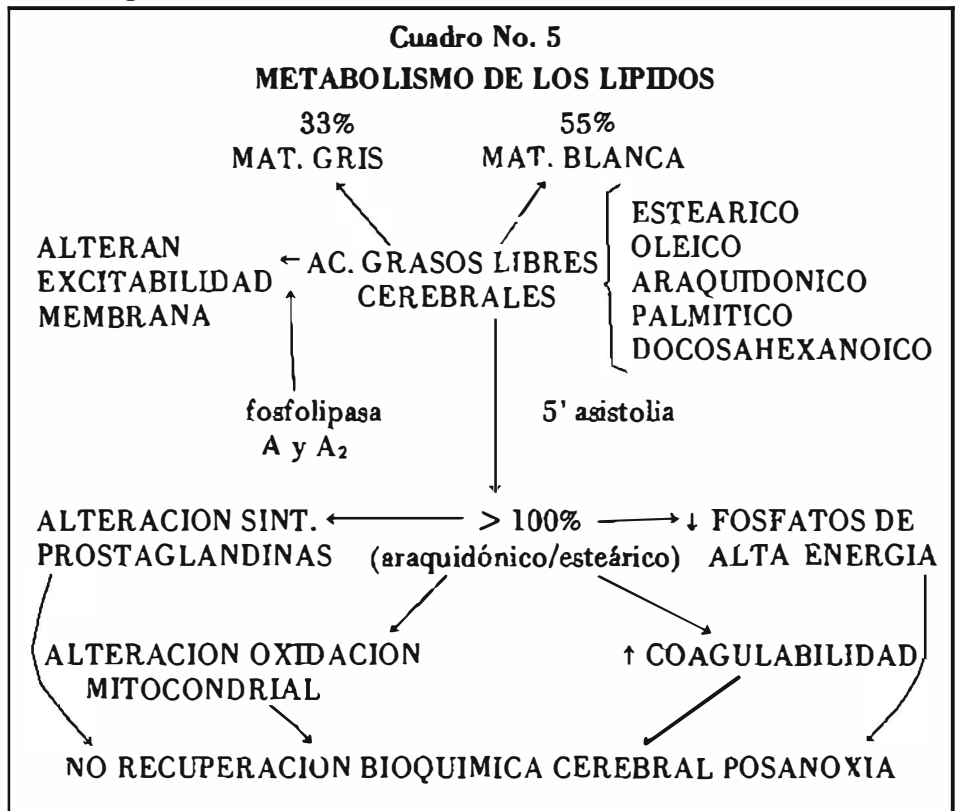 Cuadro No. 5
METABOLISMO DE LOS LIPIDOS
33%
MAT. GRIS
55%
MAT. BLANCA
ALTERAN
EXCITABILIDAD
MEMBRANA
← AC. GRASOS LIBRES
CEREBRALES
ESTEARICO
OLEICO
ARAQUIDONICO
PALMITICO
DOCOSAHEXANOICO
fosfolipasa
A y A₂
5' asistolia
ALTERACION SINT.
PROSTAGLANDINAS
> 100%
(araquidónico/esteárico)
↓ FOSFATOS DE
ALTA ENERGIA
ALTERACION OXIDACION
MITOCONDRIAL
↑ COAGULABILIDAD
NO RECUPERACION BIOQUIMICA CEREBRAL POSANOXIA